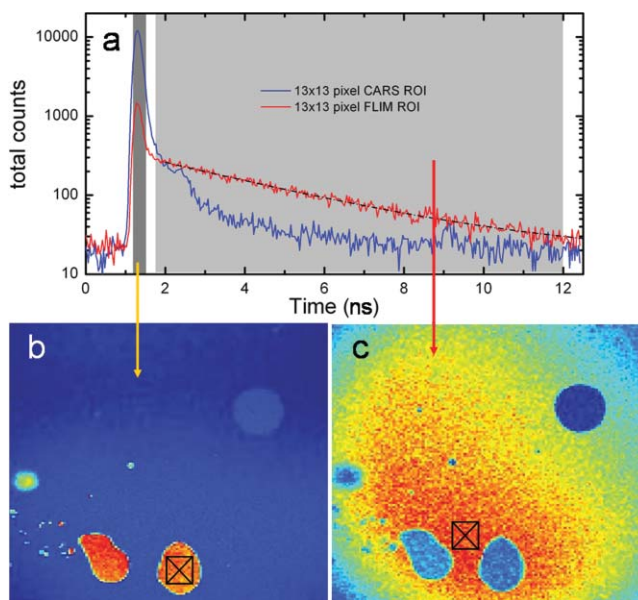 a
10000
1000
100
10
total counts
13x13 pixel CARS ROI
13x13 pixel FLIM ROI
0 2 4 6 8 10 12
Time (ns)
b
c